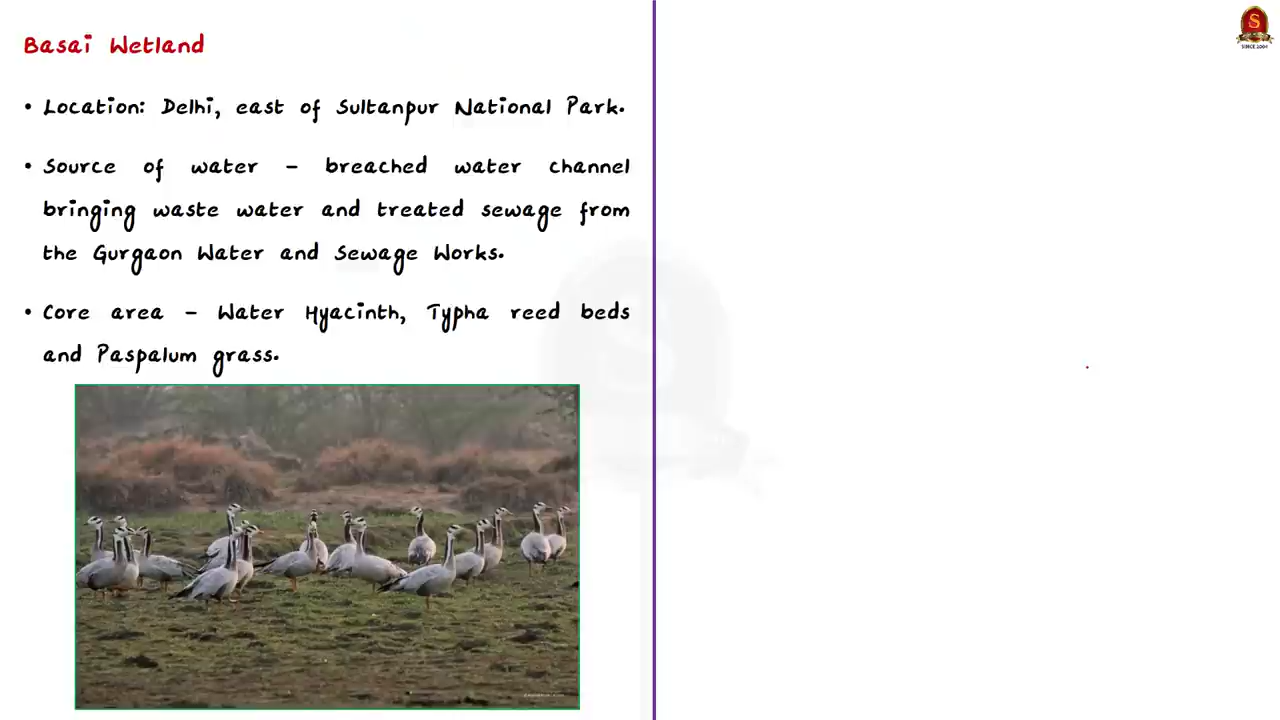 Basai Wetland
• Location: Delhi, east of Sultanpur National Park.
• Source of water – breached water channel
bringing waste water and treated sewage from
the Gurgaon Water and Sewage Works.
• Core area – Water Hyacinth, Typha reed beds
and Paspalum grass.
S
SINCE 2004